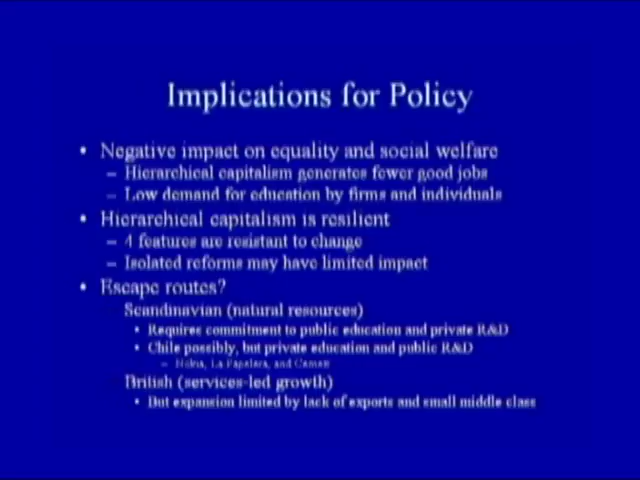 Implications for Policy
• Negative impact on equality and social welfare
– Hierarchical capitalism generates fewer good jobs
– Low demand for education by firms and individuals
• Hierarchical capitalism is resilient
– 4 features are resistant to change
– Isolated reforms may have limited impact
• Escape routes?
Scandinavian (natural resources)
• Requires commitment to public education and private R&D
• Chile possibly, but private education and public R&D
– La Papelera, and
British (services-led growth)
• But expansion limited by lack of exports and small middle class